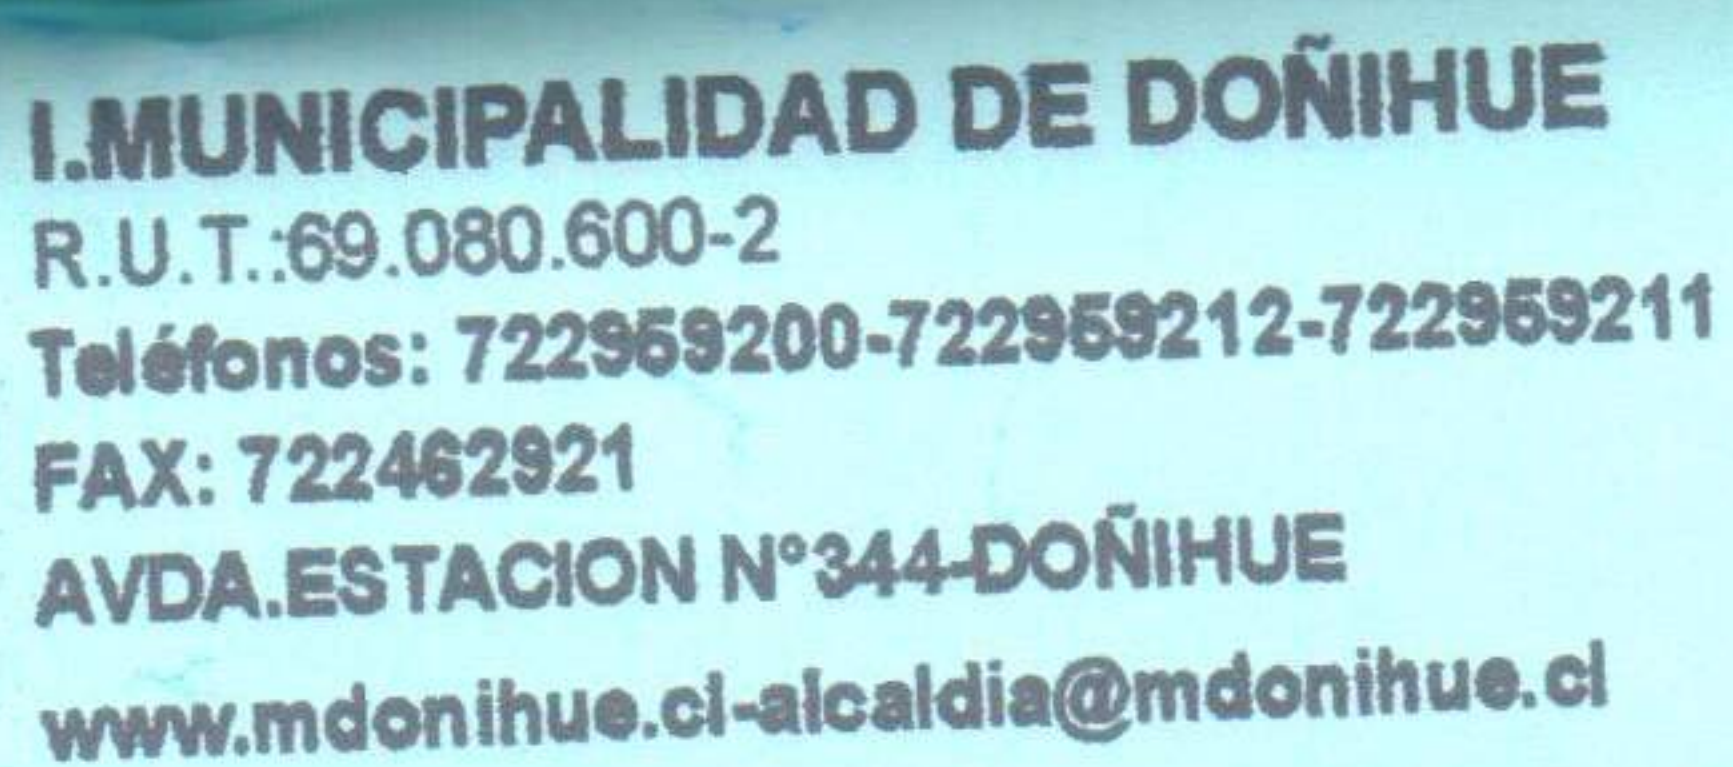 I.MUNICIPALIDAD DE DOÑIHUE
R.U.T.:69.080.600-2
Teléfonos: 722959200-722959212-722959211
FAX: 722462921
AVDA.ESTACION N°344-DOÑIHUE
www.mdonihue.cl-alcaldia@mdonihue.cl